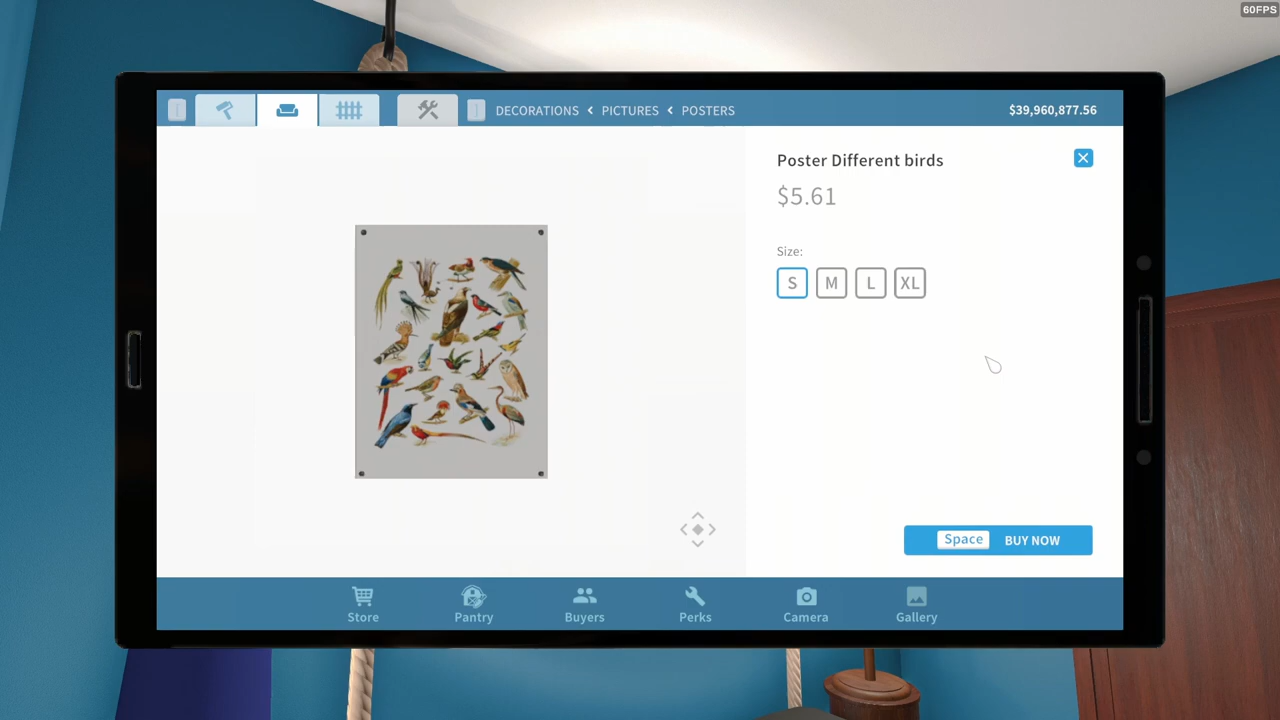 60FPS
DECORATIONS < PICTURES < POSTERS
$39,960,877.56
Poster Different birds
$5.61
Size:
S M L XL
Space BUY NOW
Store Pantry Buyers Perks Camera Gallery